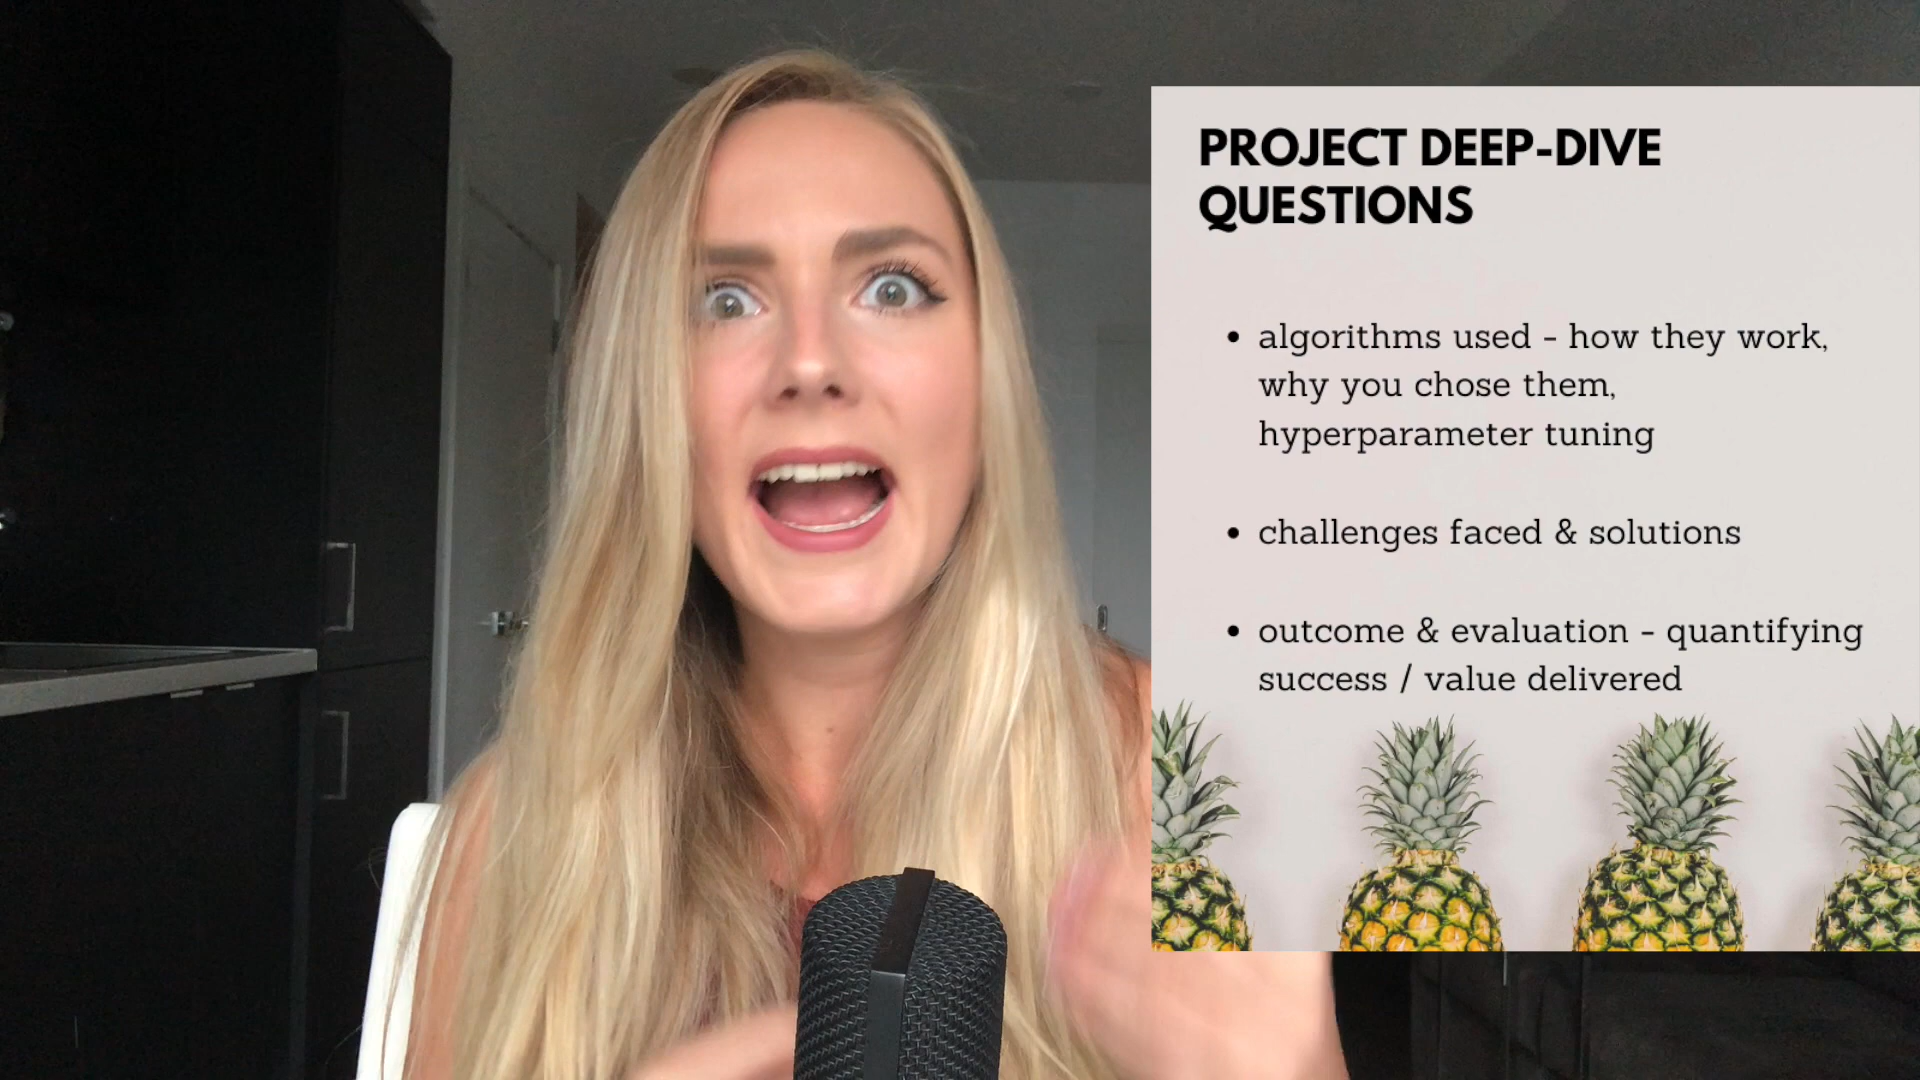 PROJECT DEEP-DIVE
QUESTIONS
• algorithms used - how they work,
why you chose them,
hyperparameter tuning
• challenges faced & solutions
• outcome & evaluation - quantifying
success / value delivered